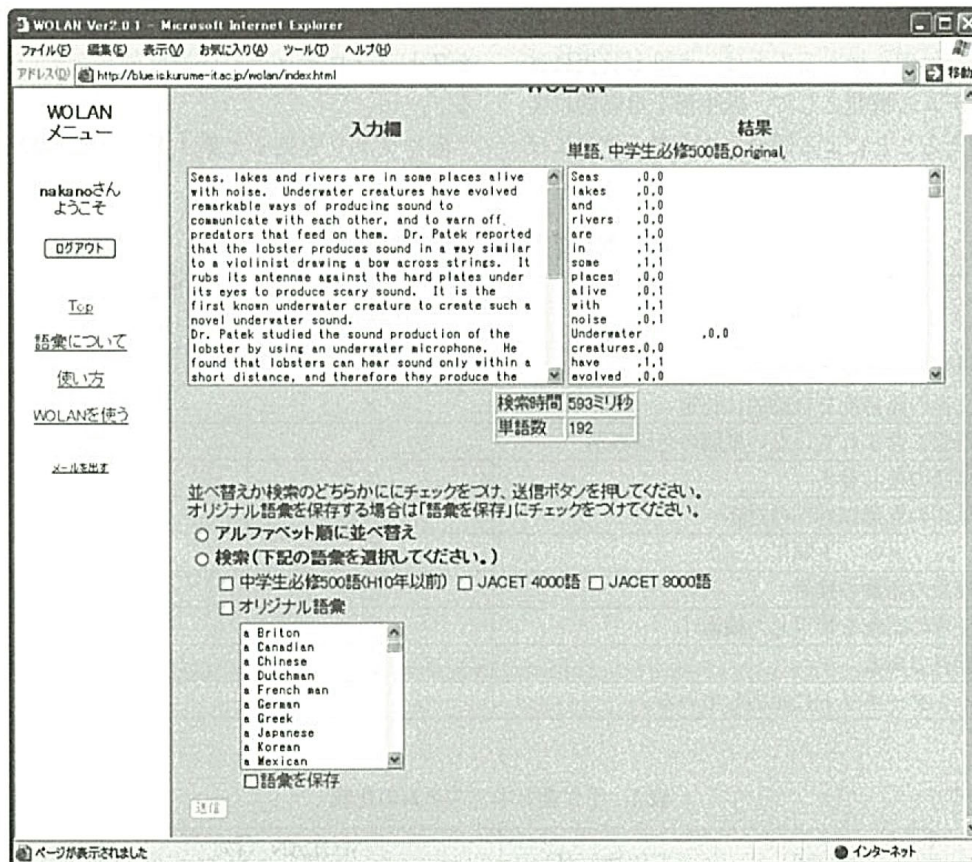 WOLAN Ver2.0.1 - Microsoft Internet Explorer
ファイル(F) 編集(E) 表示(V) お気に入り(A) ツール(T) ヘルプ(H)
アドレス(D) http://blue.is.kurume-it.ac.jp/wolan/index.html 移動
WOLAN
メニュー
nakanoさん
ようこそ
ログアウト
Top
語彙について
使い方
WOLANを使う
メールを出す
WOLAN
入力欄
Seas, lakes and rivers are in some places alive
with noise. Underwater creatures have evolved
remarkable ways of producing sound to
communicate with each other, and to warn off
predators that feed on them. Dr. Patek reported
that the lobster produces sound in a way similar
to a violinist drawing a bow across strings. It
rubs its antennae against the hard plates under
its eyes to produce scary sound. It is the
first known underwater creature to create such a
novel underwater sound.
Dr. Patek studied the sound production of the
lobster by using an underwater microphone. He
found that lobsters can hear sound only within a
short distance, and therefore they produce the
結果
単語, 中学生必修500語,Original,
Seas ,0,0
lakes ,0,0
and ,1,0
rivers ,0,0
are ,1,0
in ,1,1
some ,1,1
places ,0,0
alive ,0,1
with ,1,1
noise ,0,1
Underwater ,0,0
creatures,0,0
have ,1,1
evolved ,0,0
検索時間 593ミリ秒
単語数 192
並べ替えか検索のどちらかににチェックをつけ、送信ボタンを押してください。
オリジナル語彙を保存する場合は「語彙を保存」にチェックをつけてください。
アルファベット順に並べ替え
検索(下記の語彙を選択してください。)
中学生必修500語(H10年以前) JACET 4000語 JACET 8000語
オリジナル語彙
a Briton
a Canadian
a Chinese
a Dutchman
a French man
a German
a Greek
a Japanese
a Korean
a Mexican
語彙を保存
送信
ページが表示されました インターネット